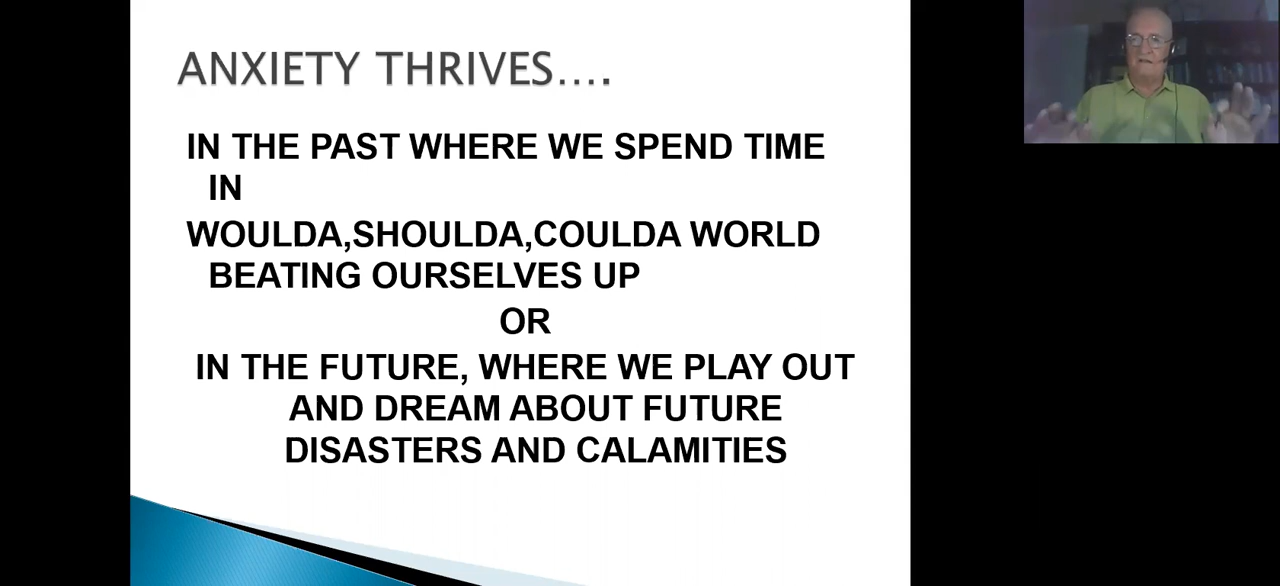 ANXIETY THRIVES....
IN THE PAST WHERE WE SPEND TIME
IN
WOULDA,SHOULDA,COULDA WORLD
BEATING OURSELVES UP
OR
IN THE FUTURE, WHERE WE PLAY OUT
AND DREAM ABOUT FUTURE
DISASTERS AND CALAMITIES